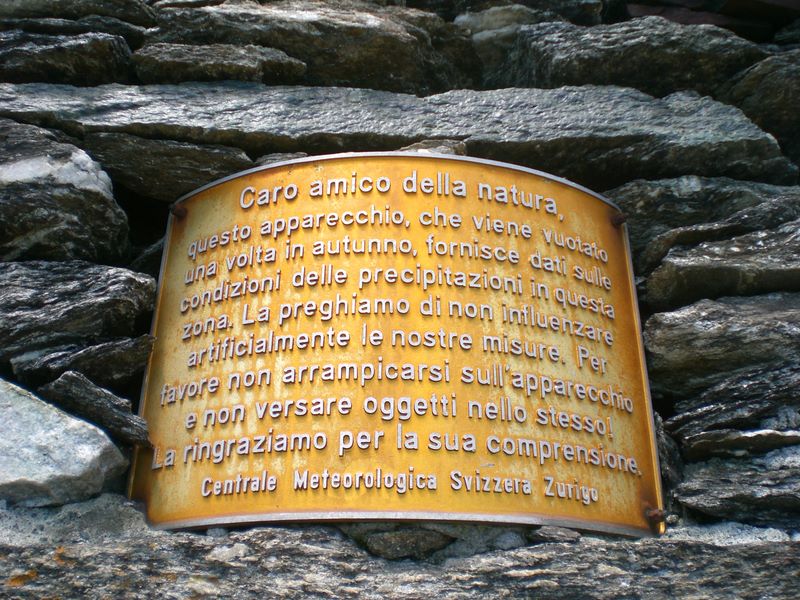 Caro amico della natura,
questo apparecchio, che viene vuotato
una volta in autunno, fornisce dati sulle
condizioni delle precipitazioni in questa
zona. La preghiamo di non influenzare
artificialmente le nostre misure. Per
favore non arrampicarsi sull'apparecchio
e non versare oggetti nello stesso!
La ringraziamo per la sua comprensione.
Centrale Meteorologica Svizzera Zurigo